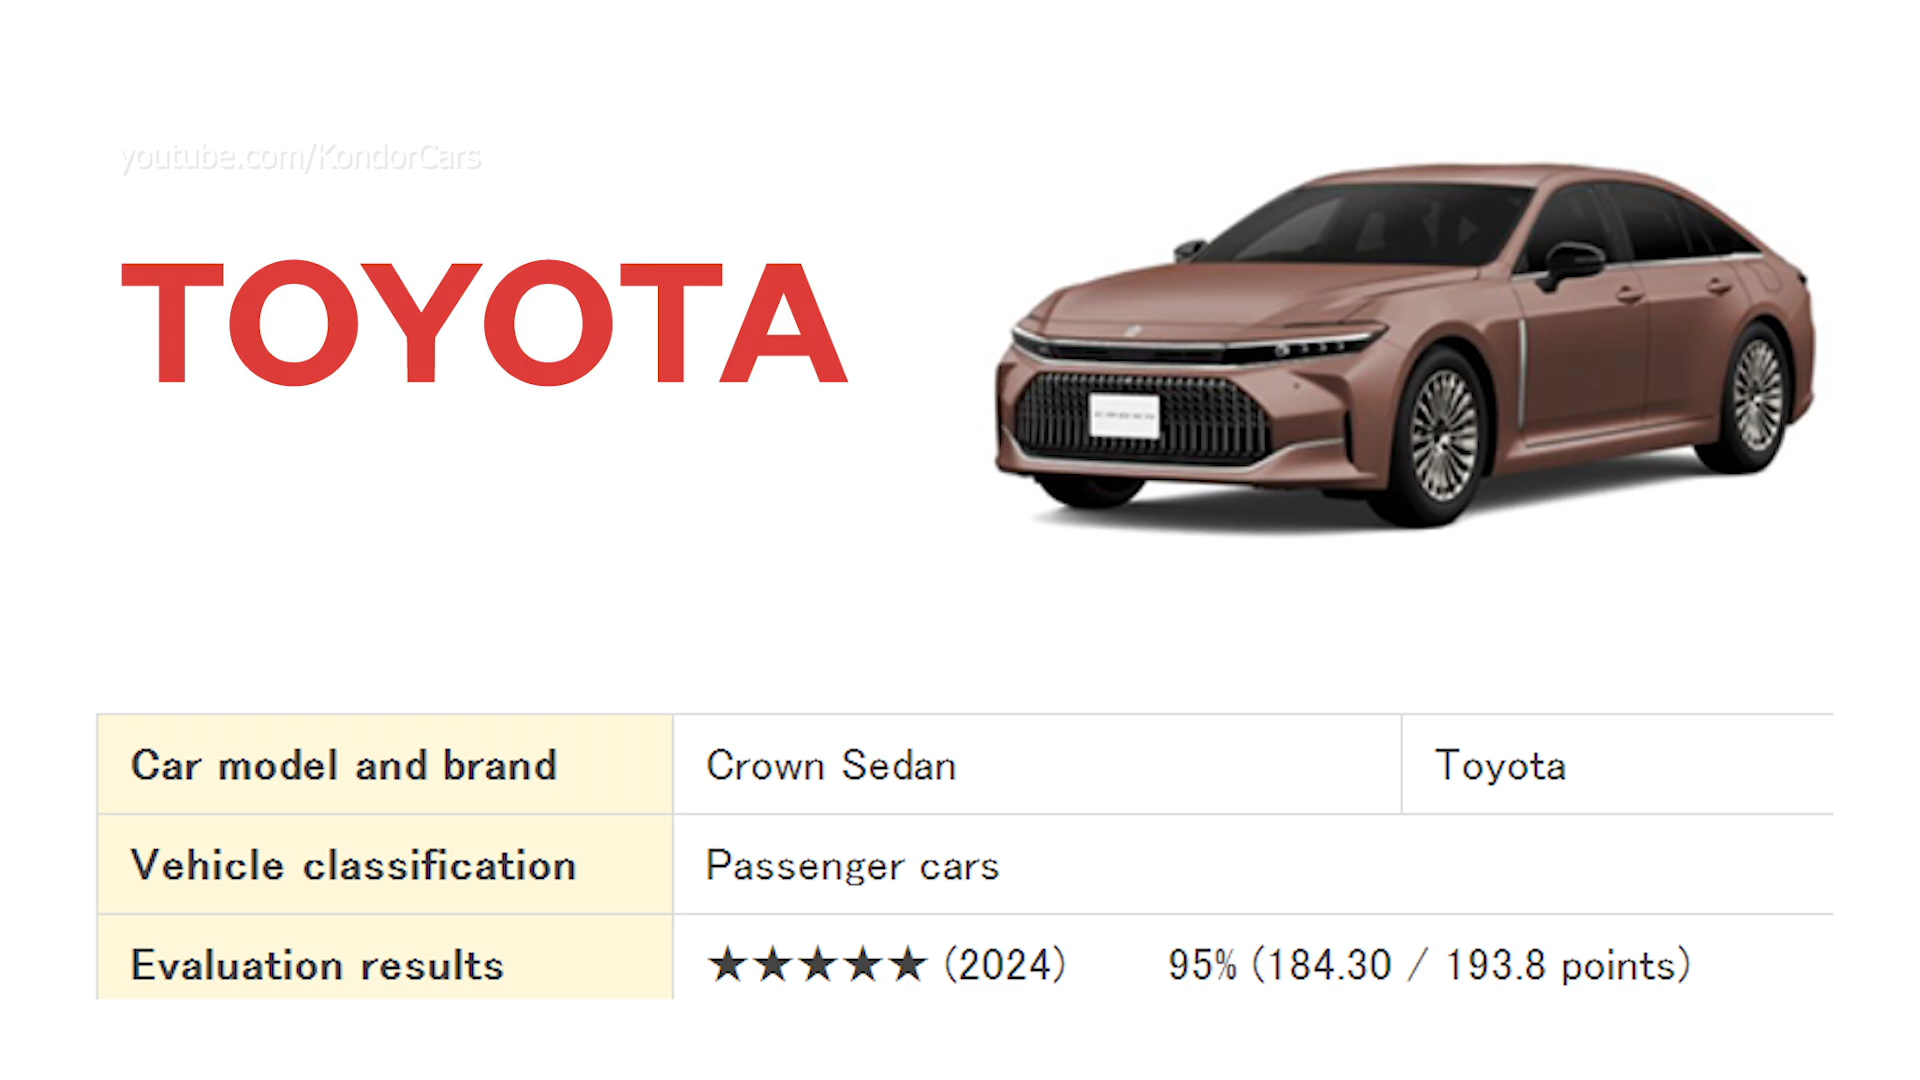 youtube.com/KondorCars
TOYOTA
CROWN
Car model and brand Crown Sedan Toyota
Vehicle classification Passenger cars
Evaluation results ★★★★★ (2024) 95% (184.30 / 193.8 points)